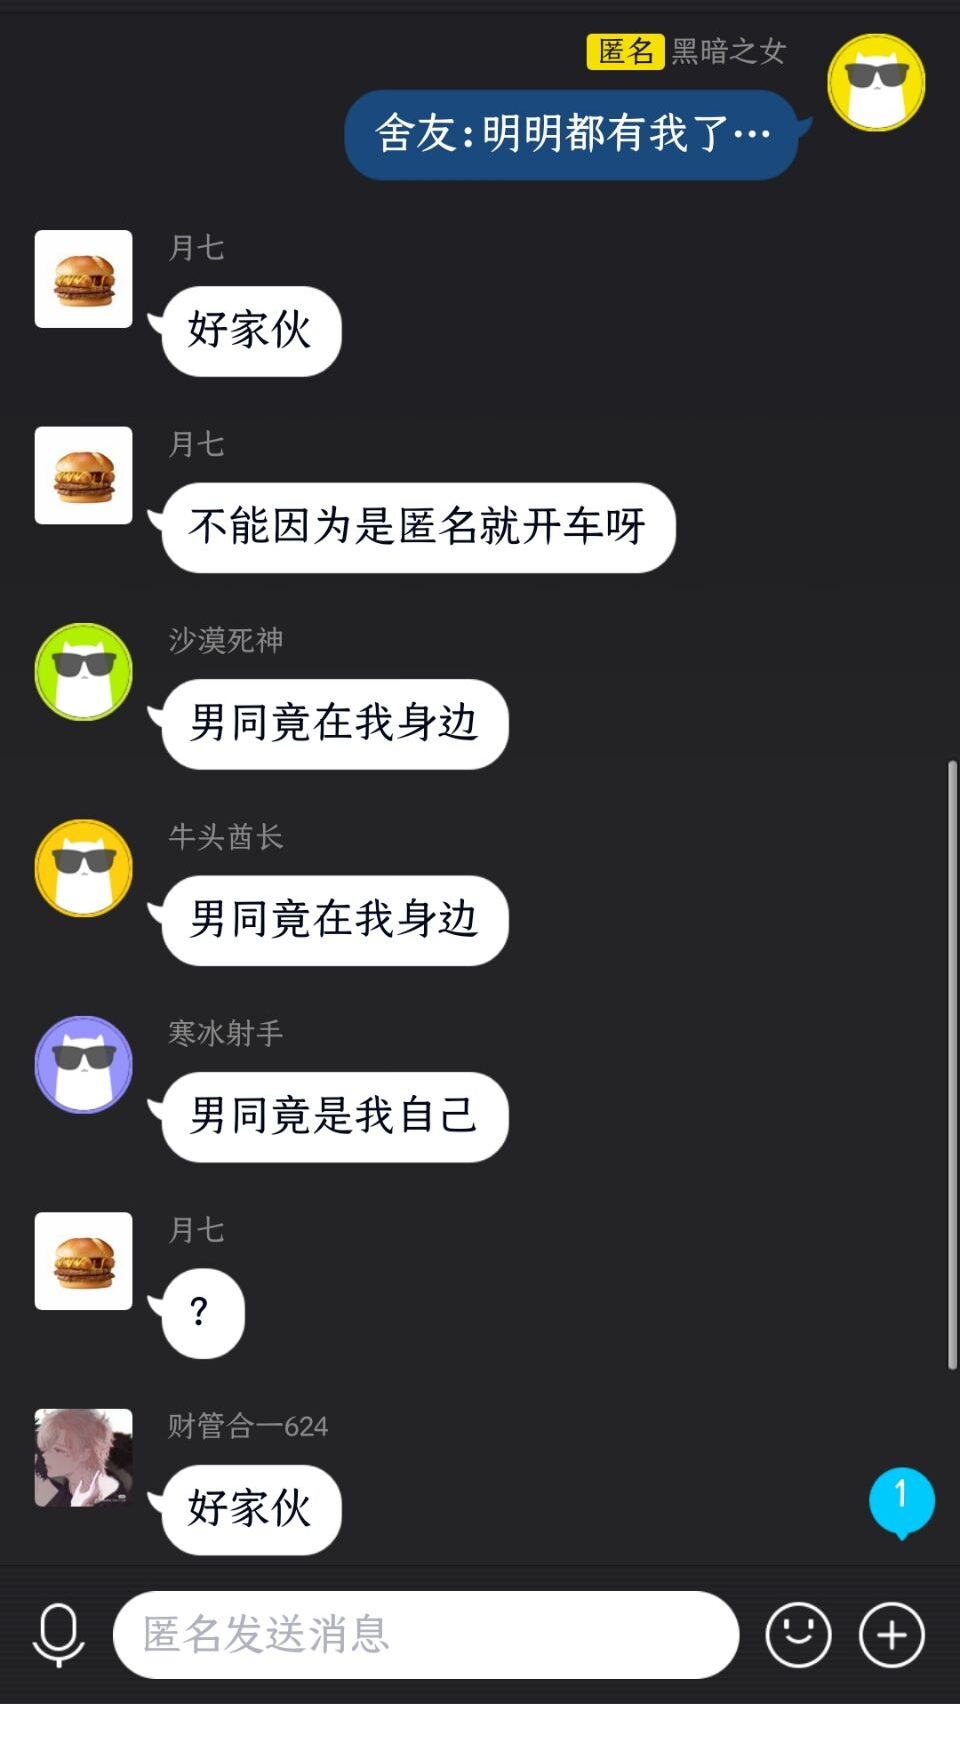 匿名 黑暗之女
舍友:明明都有我了…
月七
好家伙
月七
不能因为是匿名就开车呀
沙漠死神
男同竟在我身边
牛头酋长
男同竟在我身边
寒冰射手
男同竟是我自己
月七
?
财管合一624
好家伙
1
匿名发送消息